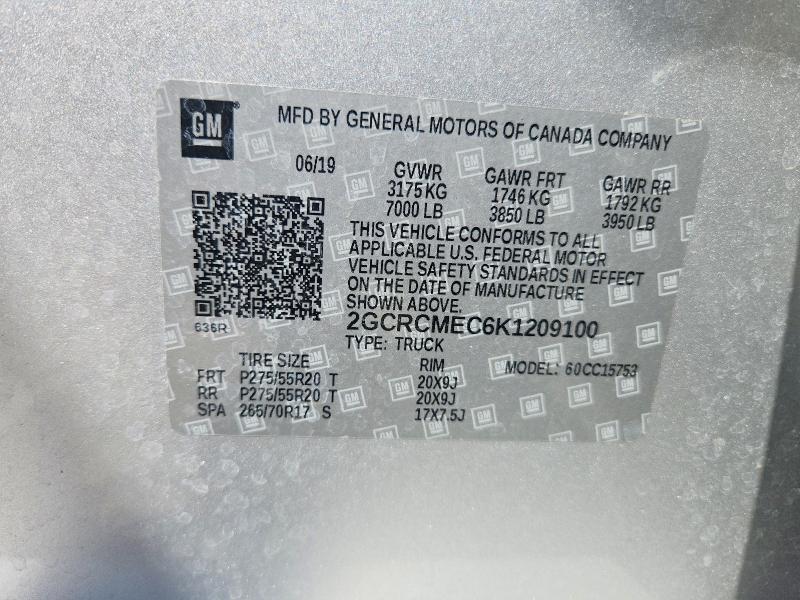 GM
MFD BY GENERAL MOTORS OF CANADA COMPANY
06/19 GVWR GAWR FRT GAWR RR
3175 KG 1746 KG 1792 KG
7000 LB 3850 LB 3950 LB
THIS VEHICLE CONFORMS TO ALL
APPLICABLE U.S. FEDERAL MOTOR
VEHICLE SAFETY STANDARDS IN EFFECT
ON THE DATE OF MANUFACTURE
SHOWN ABOVE.
636R 2GCRCMEC6K1209100
TYPE: TRUCK
TIRE SIZE RIM MODEL: 60CC15753
FRT P275/55R20 T 20X9J
RR P275/55R20 T 20X9J
SPA 265/70R17 S 17X7.5J